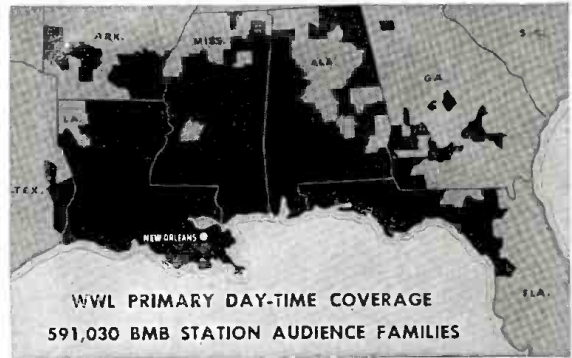 ARK.
MISS.
ALA.
GA.
S. C.
LA.
TEX.
NEW ORLEANS
FLA.
WWL PRIMARY DAY-TIME COVERAGE
591,030 BMB STATION AUDIENCE FAMILIES